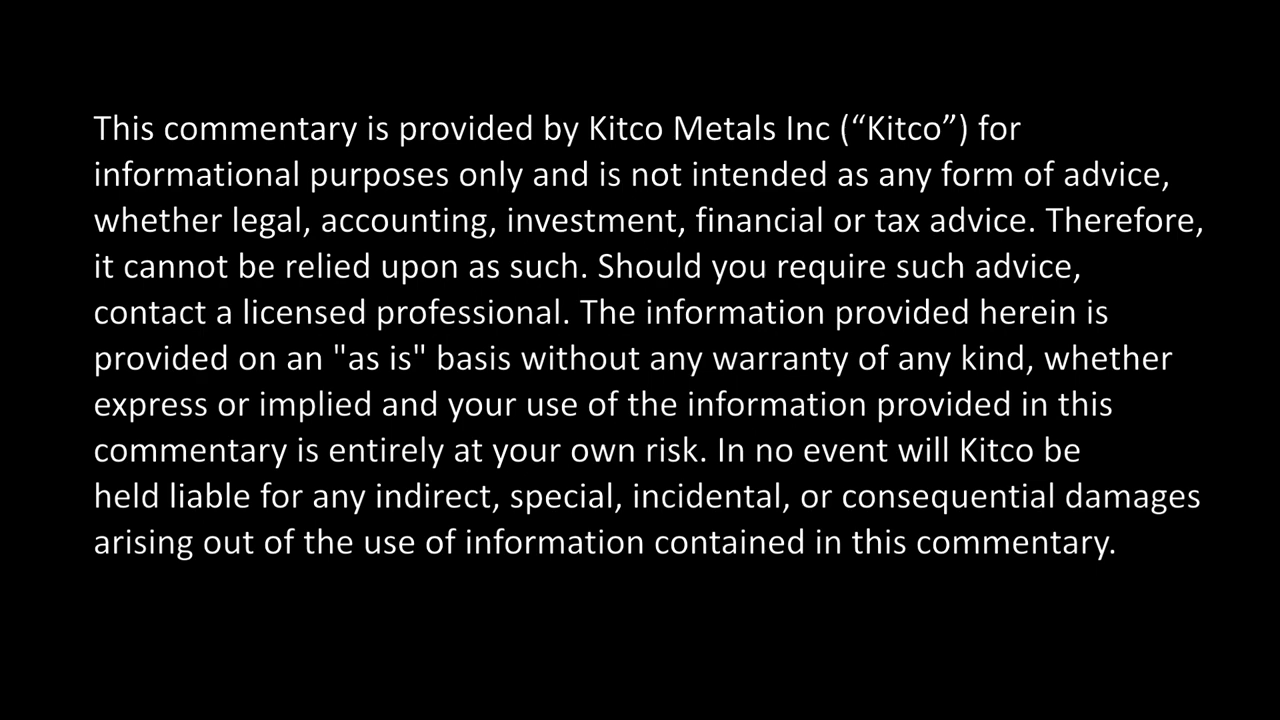 This commentary is provided by Kitco Metals Inc (“Kitco”) for
informational purposes only and is not intended as any form of advice,
whether legal, accounting, investment, financial or tax advice. Therefore,
it cannot be relied upon as such. Should you require such advice,
contact a licensed professional. The information provided herein is
provided on an "as is" basis without any warranty of any kind, whether
express or implied and your use of the information provided in this
commentary is entirely at your own risk. In no event will Kitco be
held liable for any indirect, special, incidental, or consequential damages
arising out of the use of information contained in this commentary.